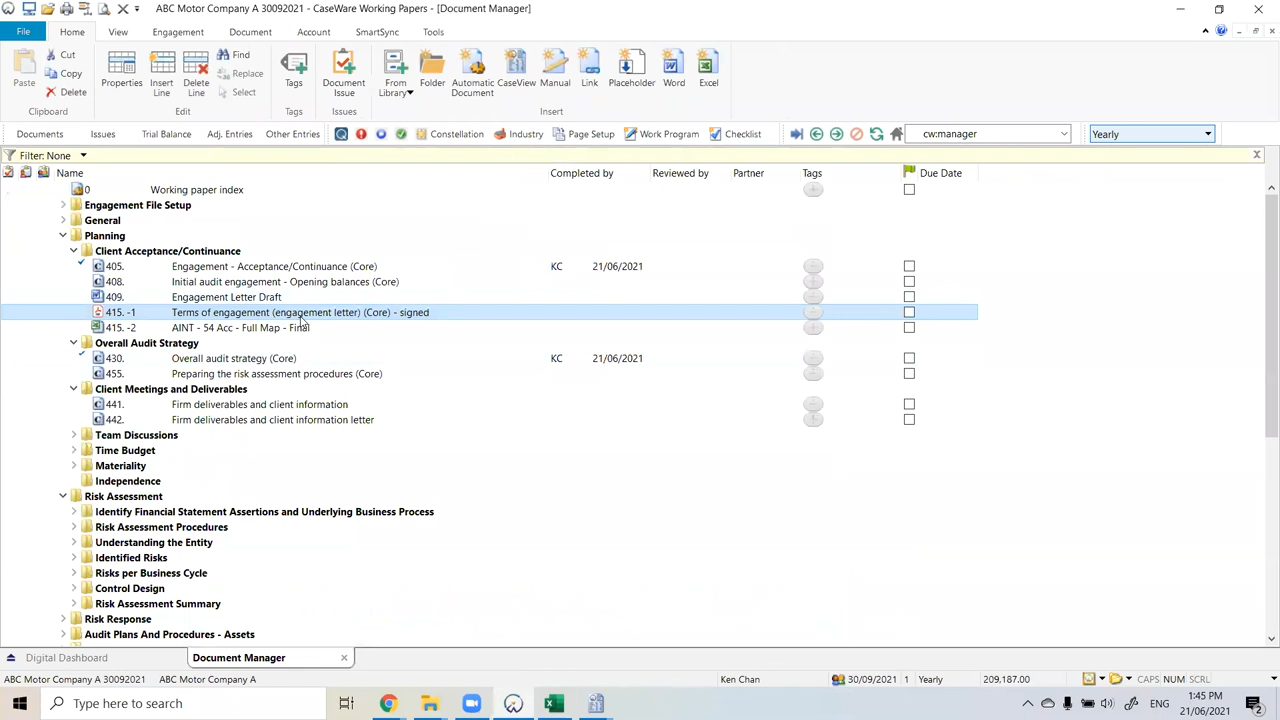 ABC Motor Company A 30092021 - CaseWare Working Papers - [Document Manager]
File Home View Engagement Document Account SmartSync Tools
Paste Cut Copy Delete Properties Insert Line Delete Line Find Replace Select Tags Document Issue From Library Folder Automatic Document CaseView Manual Link Placeholder Word Excel
Clipboard Edit Tags Issues Insert
Documents Issues Trial Balance Adj. Entries Other Entries Constellation Industry Page Setup Work Program Checklist cw:manager Yearly
Filter: None
Name Completed by Reviewed by Partner Tags Due Date
0 Working paper index
Engagement File Setup
General
Planning
Client Acceptance/Continuance
405. Engagement - Acceptance/Continuance (Core) KC 21/06/2021
408. Initial audit engagement - Opening balances (Core)
409. Engagement Letter Draft
415. -1 Terms of engagement (engagement letter) (Core) - signed
415. -2 AINT - 54 Acc - Full Map - Final
Overall Audit Strategy
430. Overall audit strategy (Core) KC 21/06/2021
455. Preparing the risk assessment procedures (Core)
Client Meetings and Deliverables
441. Firm deliverables and client information
442. Firm deliverables and client information letter
Team Discussions
Time Budget
Materiality
Independence
Risk Assessment
Identify Financial Statement Assertions and Underlying Business Process
Risk Assessment Procedures
Understanding the Entity
Identified Risks
Risks per Business Cycle
Control Design
Risk Assessment Summary
Risk Response
Audit Plans And Procedures - Assets
Digital Dashboard Document Manager
ABC Motor Company A 30092021 ABC Motor Company A Ken Chan 30/09/2021 1 Yearly 209,187.00 CAPS NUM SCRL
Type here to search ENG 1:45 PM
21/06/2021 2